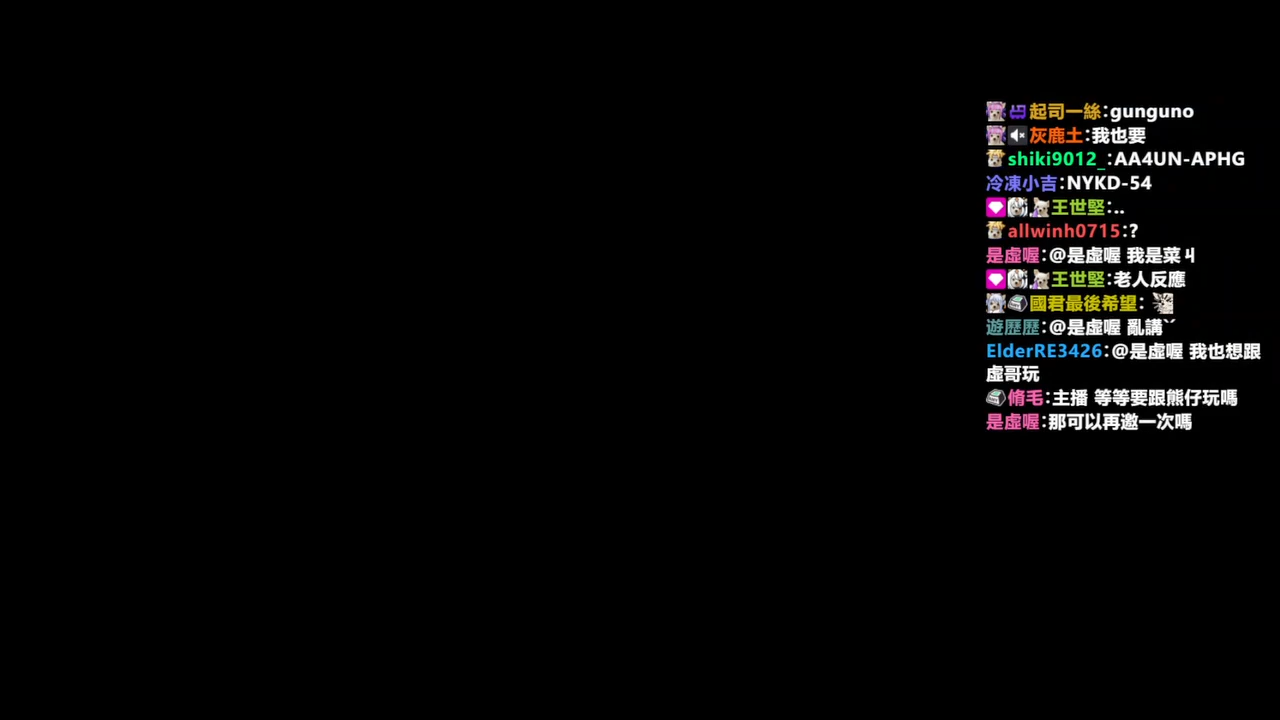 起司一絲:gunguno
灰鹿土:我也要
shiki9012_:AA4UN-APHG
冷凍小吉:NYKD-54
王世堅:..
allwinh0715:?
是虛喔:@是虛喔 我是菜ㄐ
王世堅:老人反應
國君最後希望:
遊歷歷:@是虛喔 亂講ㄚ
ElderRE3426:@是虛喔 我也想跟
虛哥玩
脩毛:主播 等等要跟熊仔玩嗎
是虛喔:那可以再邀一次嗎